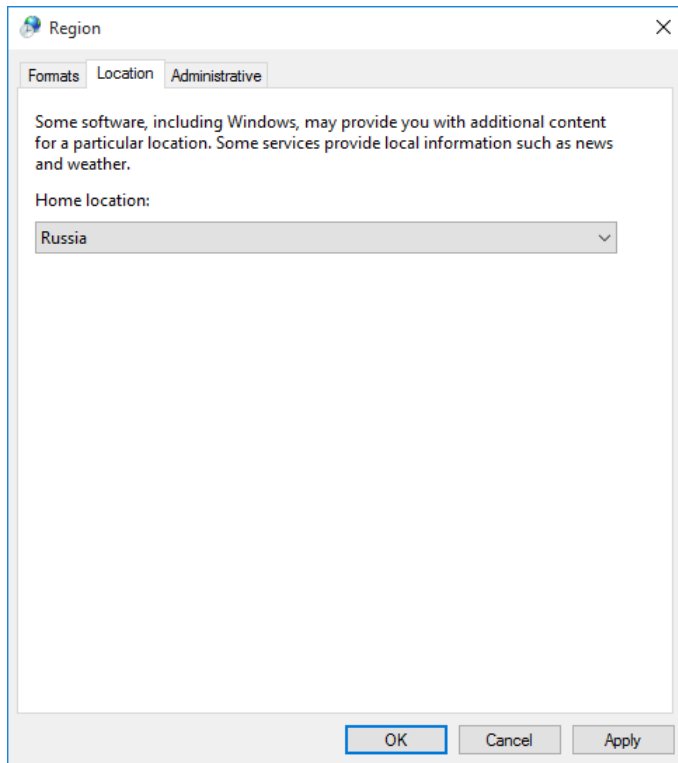 Region
Formats Location Administrative
Some software, including Windows, may provide you with additional content
for a particular location. Some services provide local information such as news
and weather.
Home location:
Russia
OK Cancel Apply